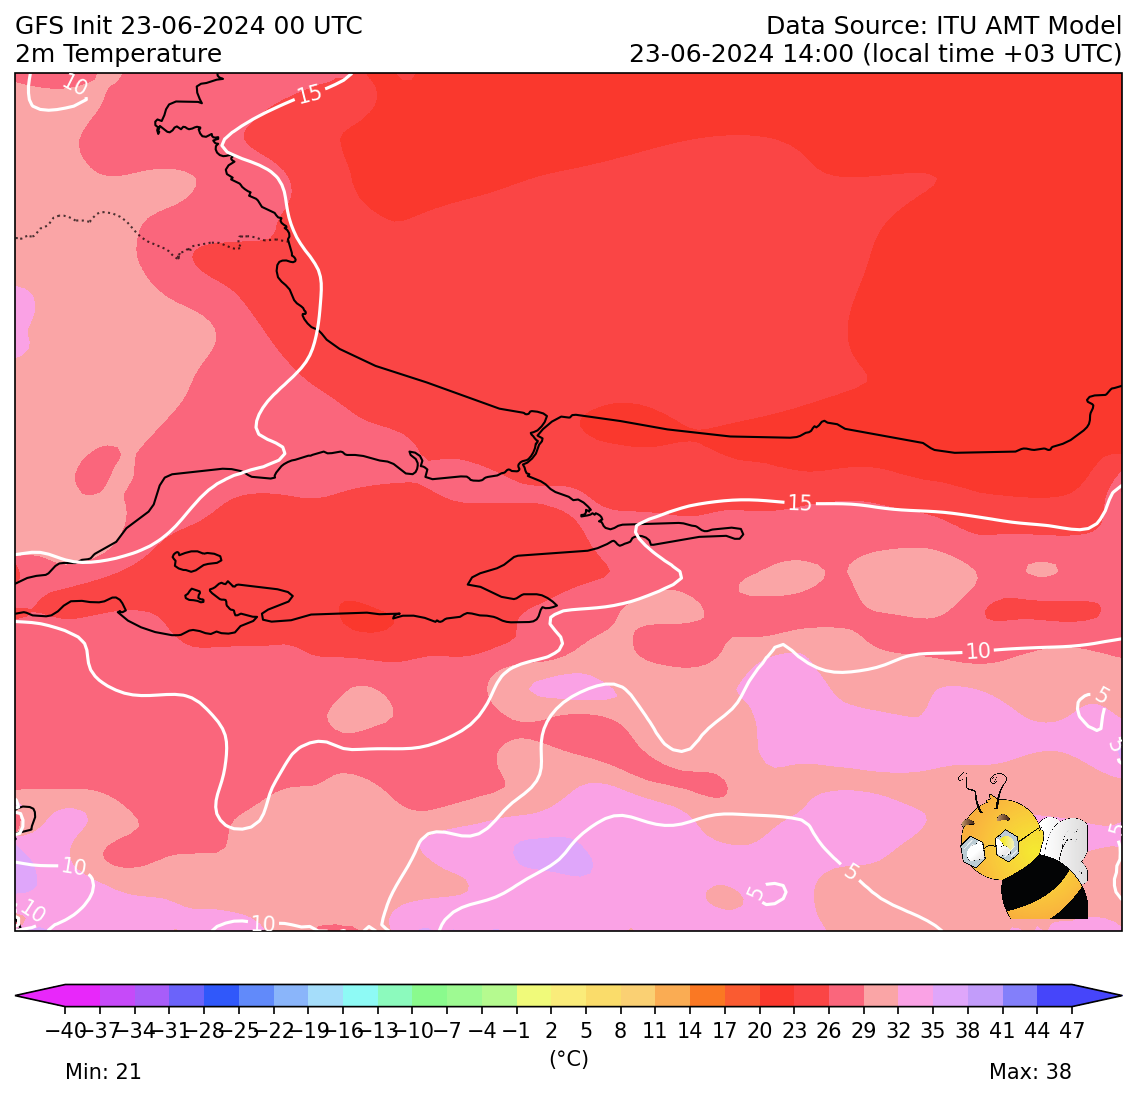 GFS Init 23-06-2024 00 UTC
Data Source: ITU AMT Model
2m Temperature
23-06-2024 14:00 (local time +03 UTC)
10
15
15
10
5
5
10
5
5
10
10
−40 −37 −34 −31 −28 −25 −22 −19 −16 −13 −10 −7 −4 −1 2 5 8 11 14 17 20 23 26 29 32 35 38 41 44 47
(°C)
Min: 21
Max: 38